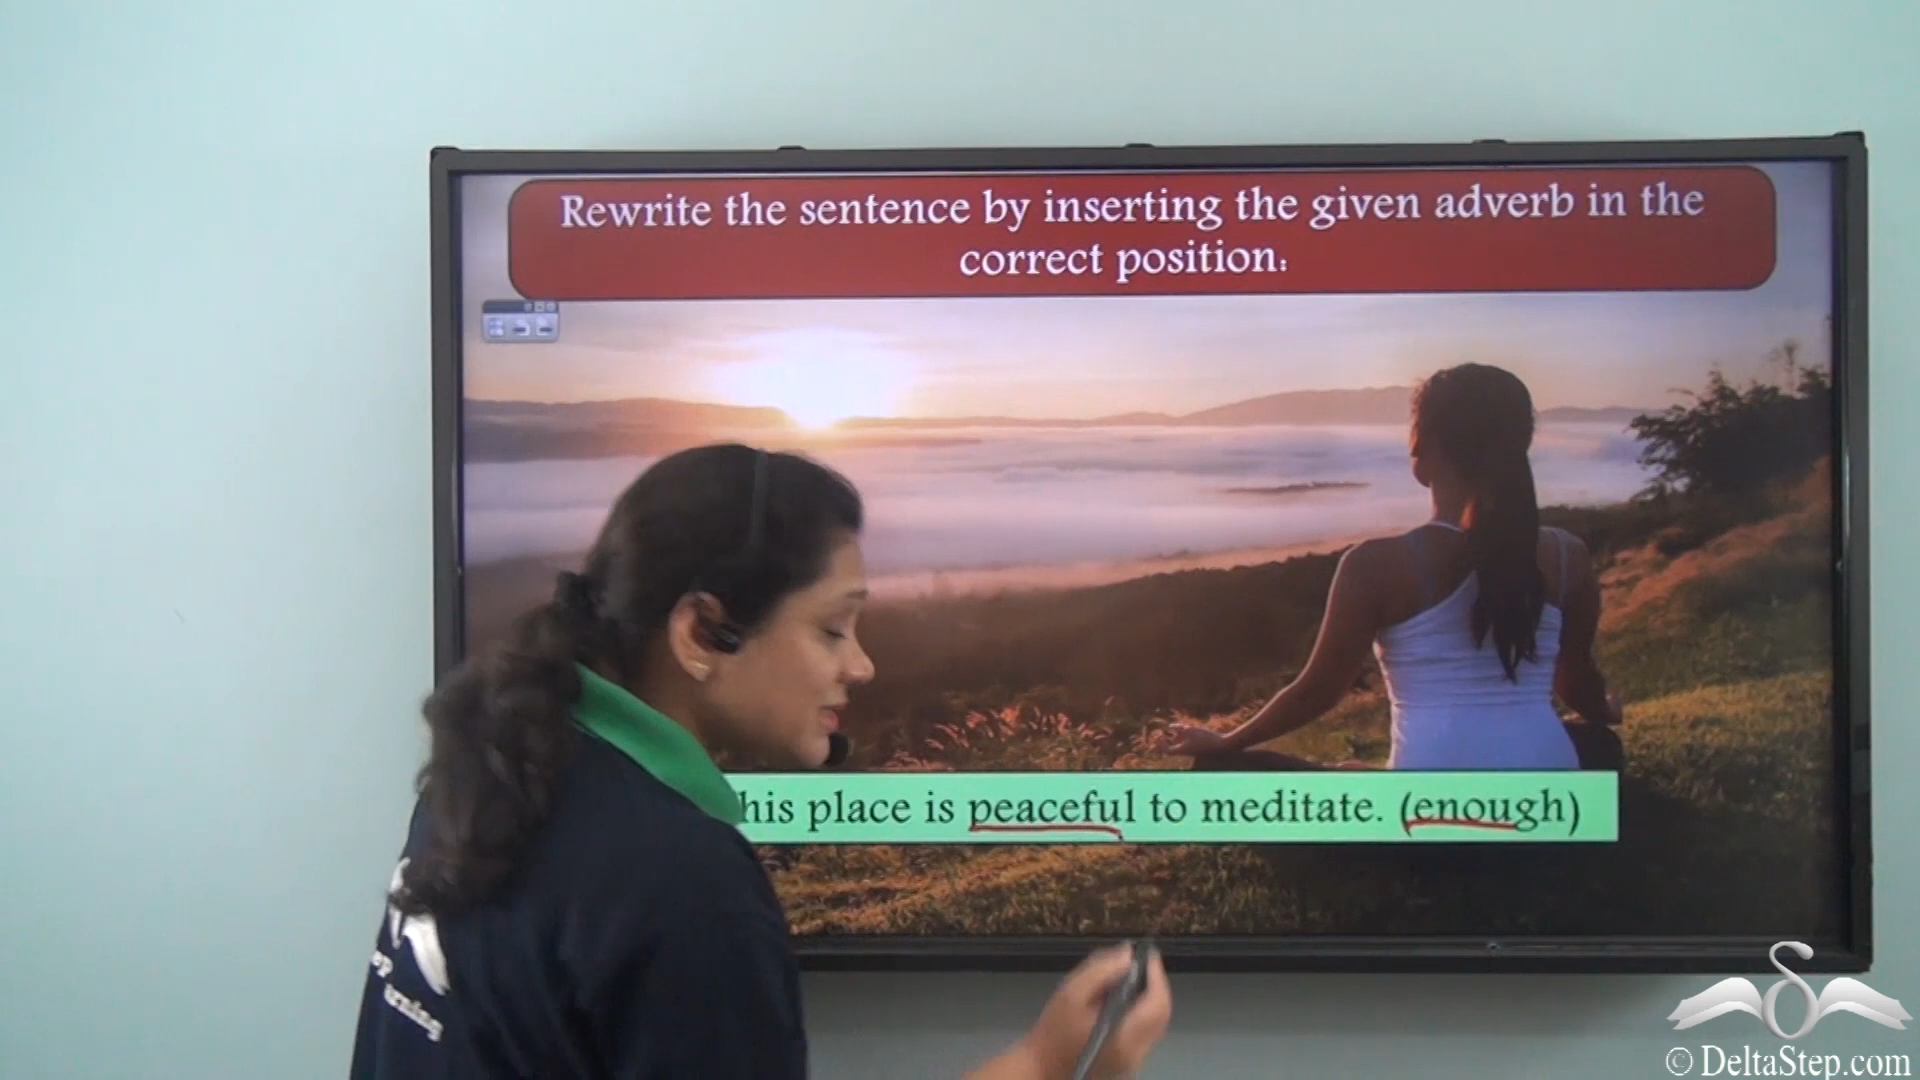 Rewrite the sentence by inserting the given adverb in the
correct position:
his place is peaceful to meditate. (enough)
© DeltaStep.com